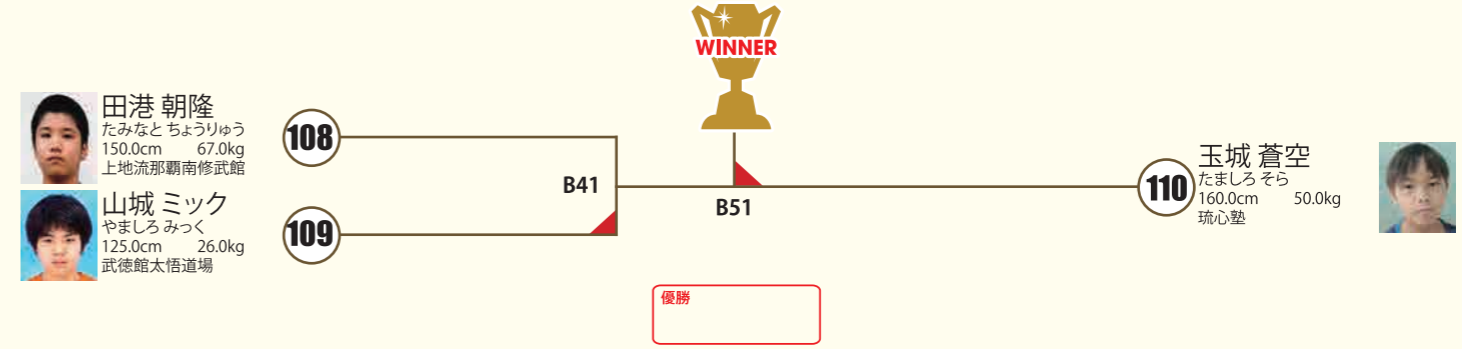 WINNER
田港 朝隆
たみなと ちょうりゅう
150.0cm 67.0kg
上地流那覇南修武館
108
山城 ミック
やましろ みっく
125.0cm 26.0kg
武徳館太悟道場
109
B41
B51
110
玉城 蒼空
たましろ そら
160.0cm 50.0kg
琉心塾
優勝